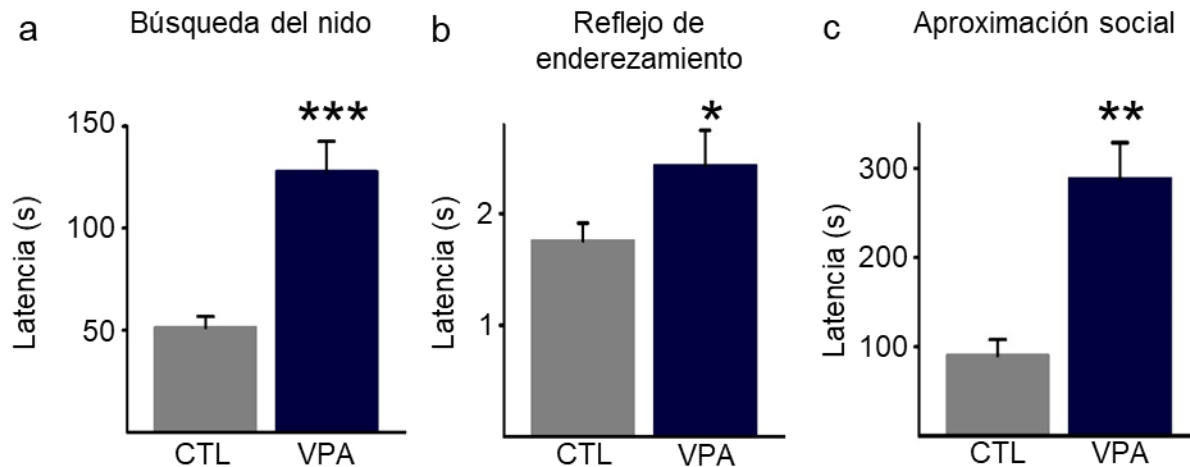 a
Búsqueda del nido
Latencia (s)
150
100
50
***
CTL
VPA
b
Reflejo de
enderezamiento
Latencia (s)
2
1
*
CTL
VPA
c
Aproximación social
Latencia (s)
300
200
100
**
CTL
VPA